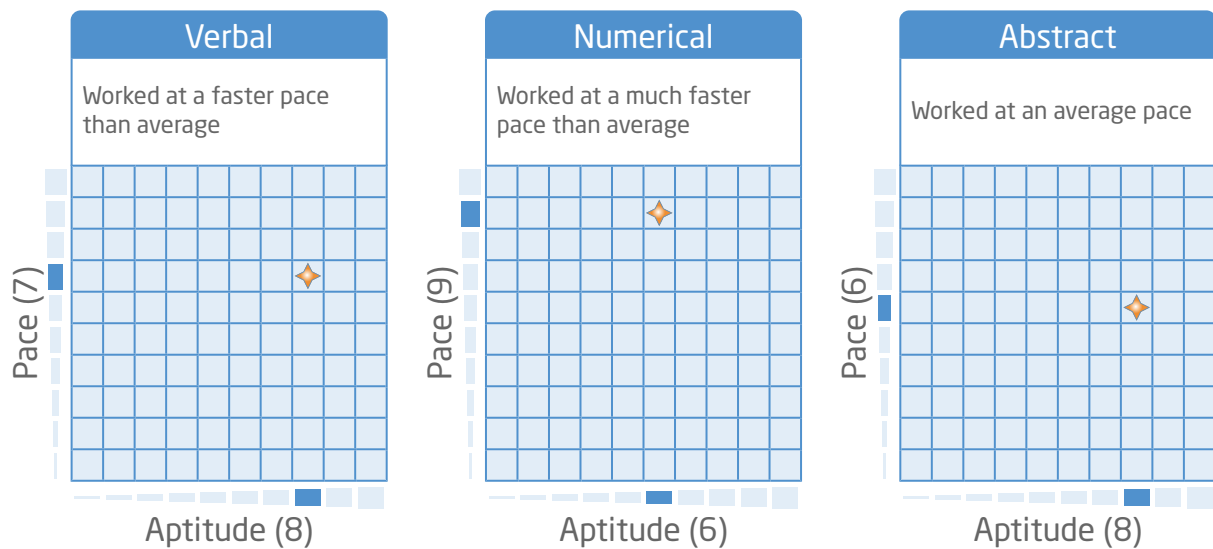 Verbal
Worked at a faster pace
than average
Pace (7)
Aptitude (8)
Numerical
Worked at a much faster
pace than average
Pace (9)
Aptitude (6)
Abstract
Worked at an average pace
Pace (6)
Aptitude (8)